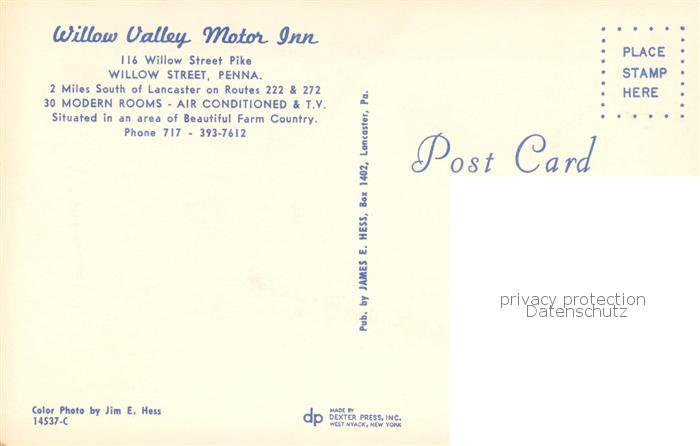 Willow Valley Motor Inn
116 Willow Street Pike
WILLOW STREET, PENNA.
2 Miles South of Lancaster on Routes 222 & 272
30 MODERN ROOMS - AIR CONDITIONED & T.V.
Situated in an area of Beautiful Farm Country.
Phone 717 - 393-7612
PLACE
STAMP
HERE
Post Card
Pub. by JAMES E. HESS, Box 1402, Lancaster, Pa.
privacy protection
Datenschutz
Color Photo by Jim E. Hess
14537-C
dp
MADE BY
DEXTER PRESS, INC.
WEST NYACK, NEW YORK